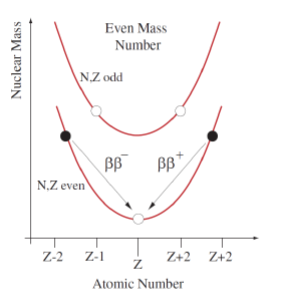 Even Mass
Number
Nuclear Mass
N,Z odd
ββ⁻
ββ⁺
N,Z even
Z-2
Z-1
Z
Z+2
Z+2
Atomic Number